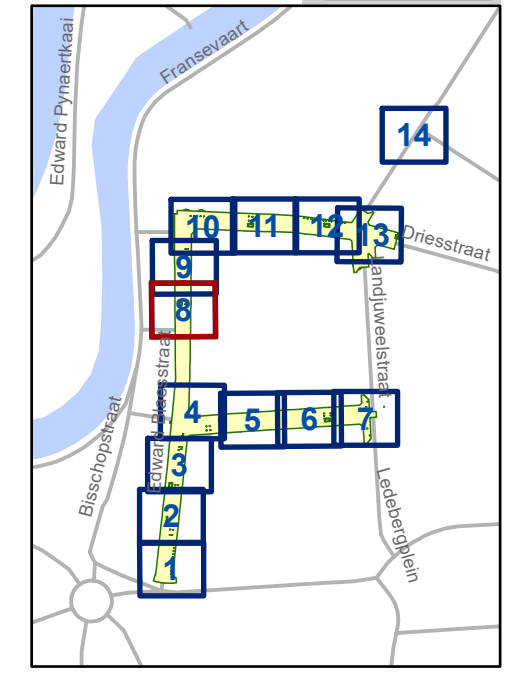 Edward Pynaertkaai
Fransevaart
14
10
11
12
13
Driesstraat
9
8
Landjuweelstraat
Edward Blaesstraat
4
5
6
7
Bisschopstraat
3
Ledebergplein
2
1